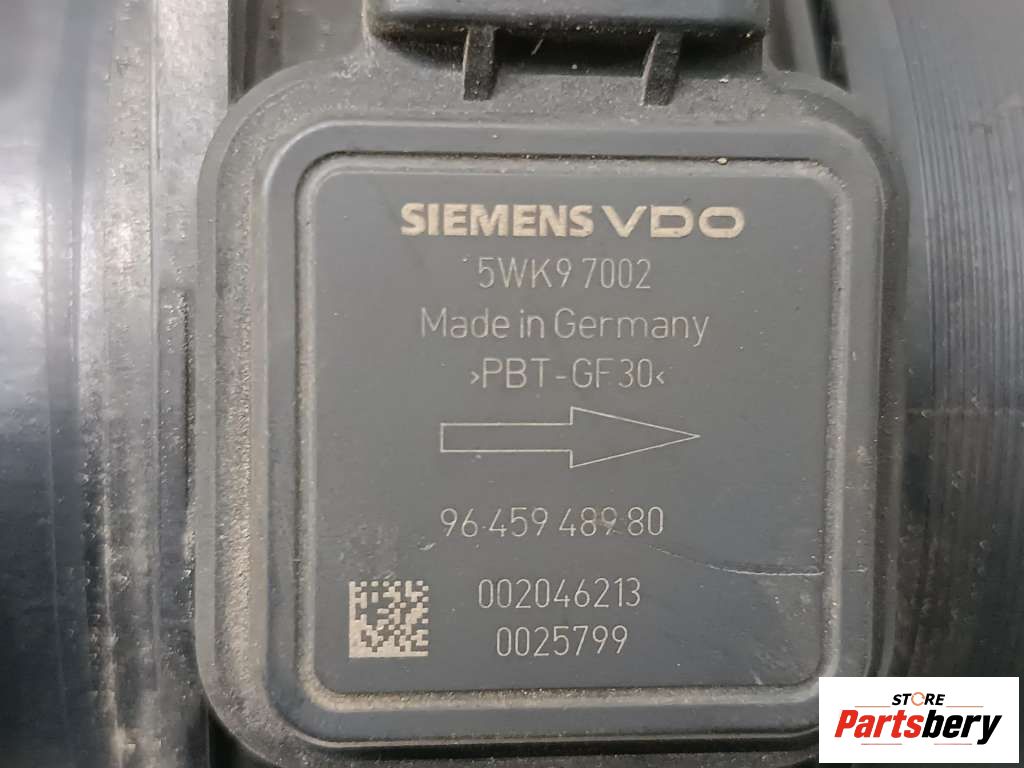 SIEMENS VDO
5WK9 7002
Made in Germany
>PBT-GF30<
96 459 489 80
002046213
0025799
STORE
Partsbery